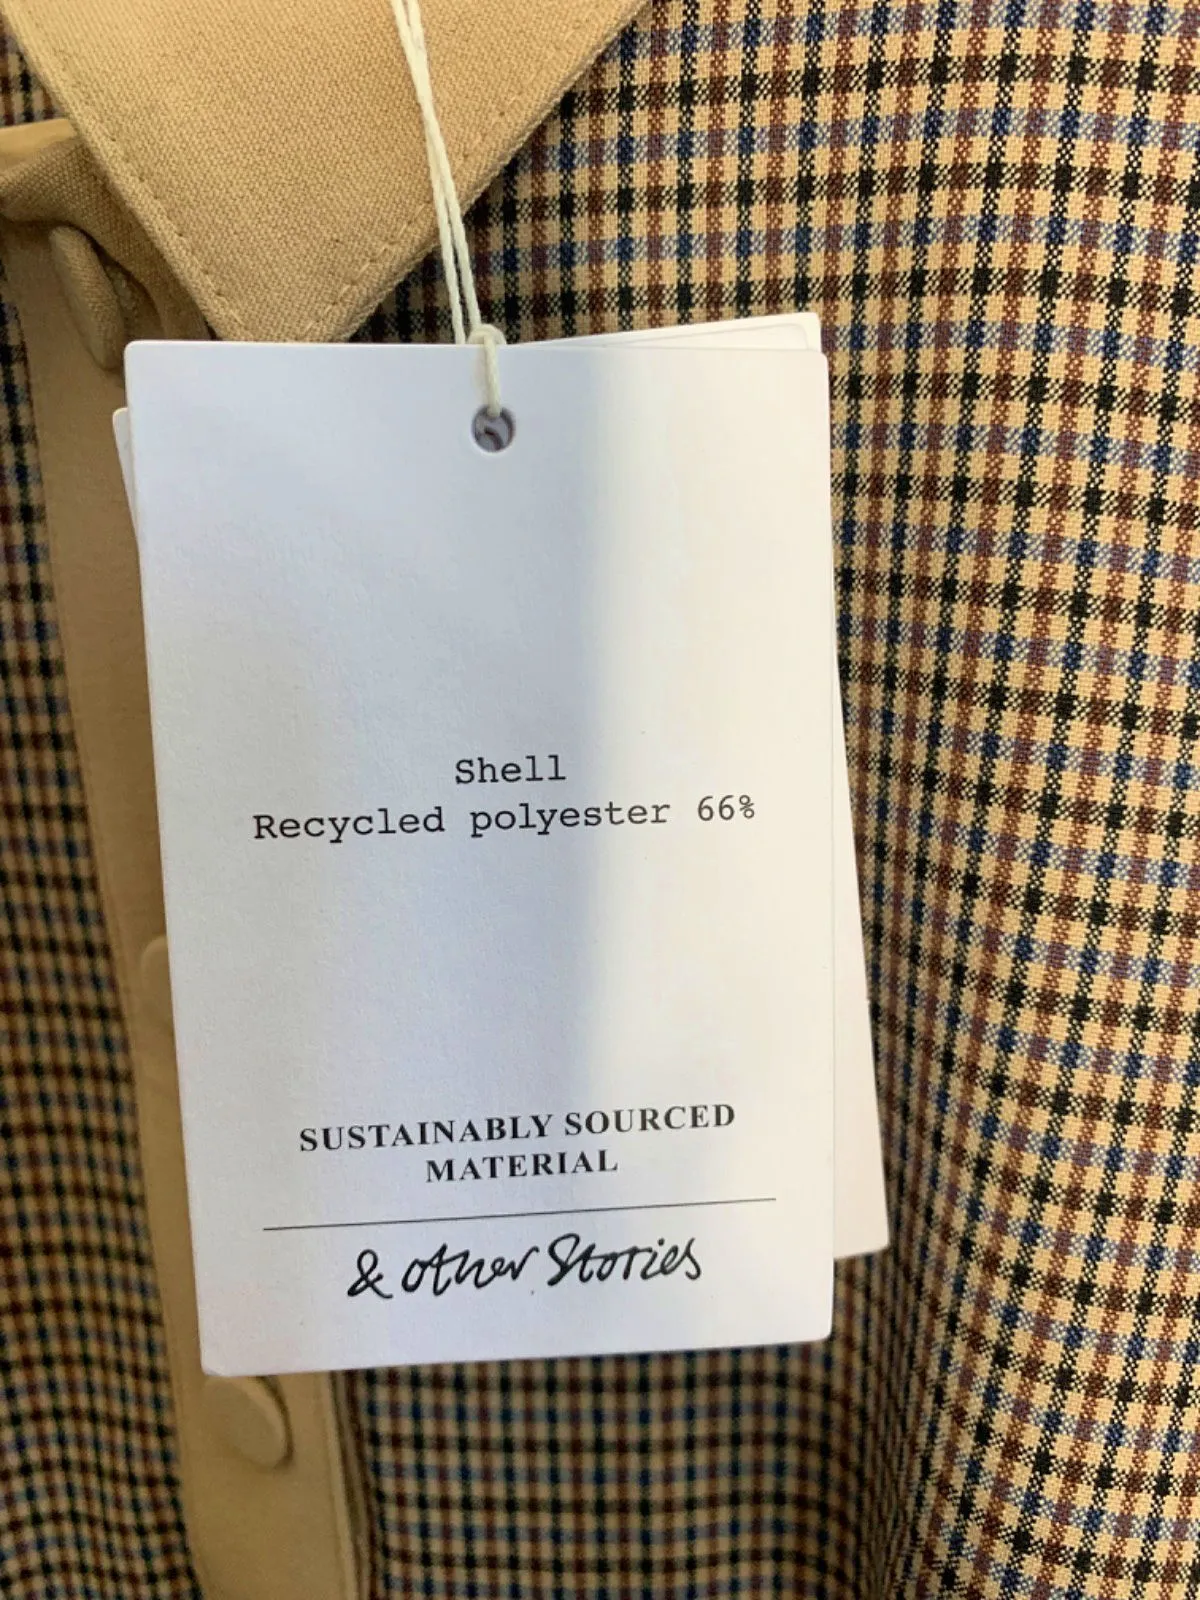 Shell
Recycled polyester 66%
SUSTAINABLY SOURCED
MATERIAL
& other Stories